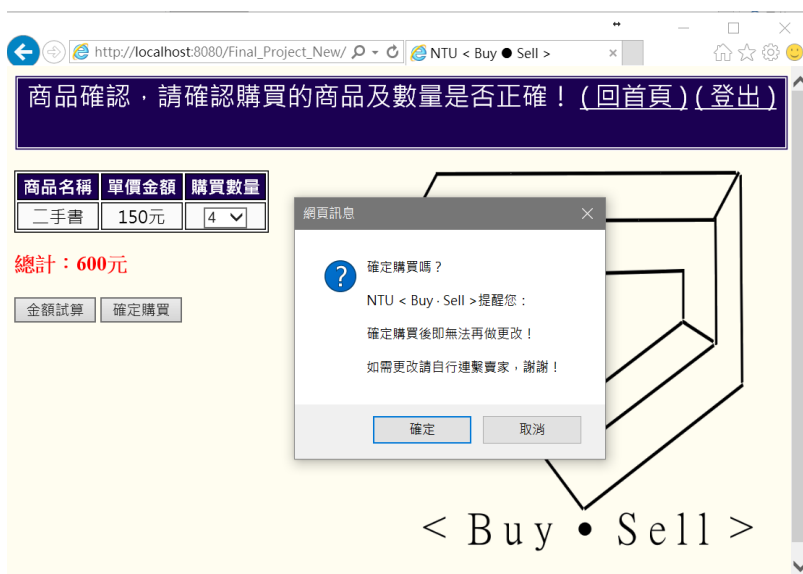 http://localhost:8080/Final_Project_New/
NTU < Buy ● Sell >
商品確認，請確認購買的商品及數量是否正確！ (回首頁) (登出)
商品名稱 單價金額 購買數量
二手書 150元 4
總計：600元
金額試算 確定購買
網頁訊息
確定購買嗎？
NTU < Buy · Sell >提醒您：
確定購買後即無法再做更改！
如需更改請自行連繫賣家，謝謝！
確定 取消
< Buy ● Sell >